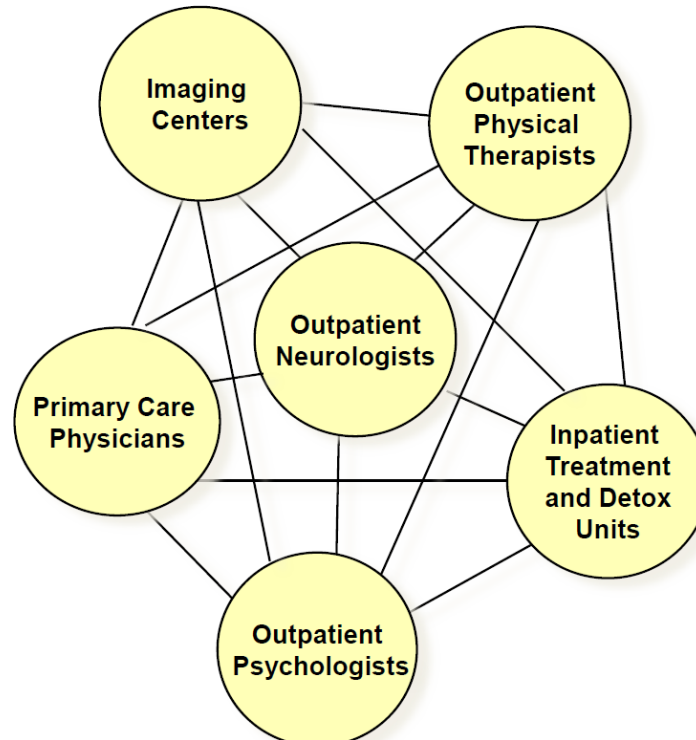 Imaging
Centers
Outpatient
Physical
Therapists
Outpatient
Neurologists
Primary Care
Physicians
Inpatient
Treatment
and Detox
Units
Outpatient
Psychologists